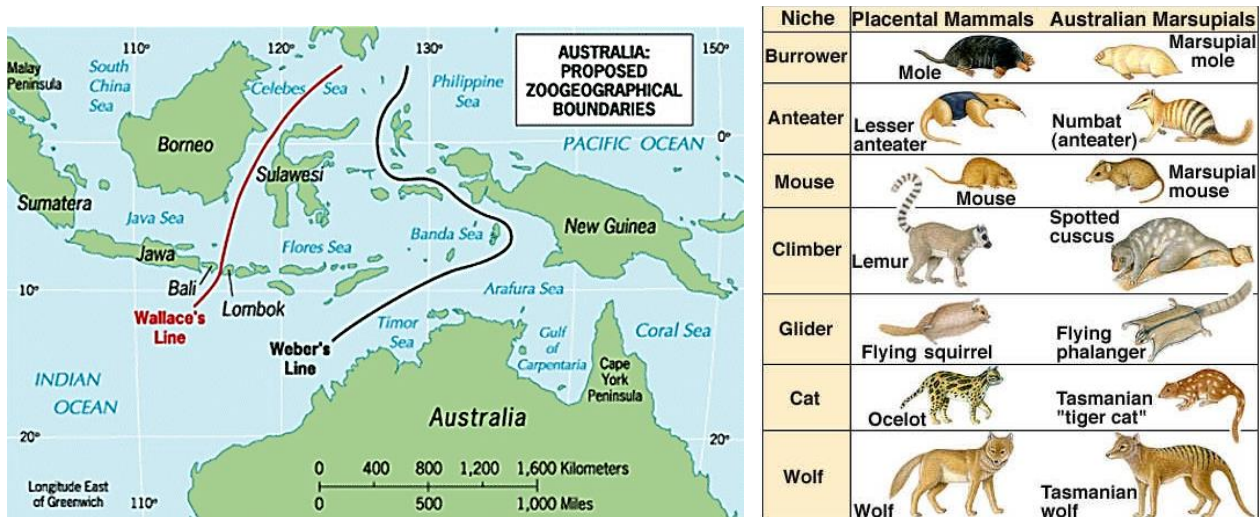 110°
120°
130°
150°
AUSTRALIA:
PROPOSED
ZOOGEOGRAPHICAL
BOUNDARIES
Malay
Peninsula
South
China
Sea
Celebes Sea
Philippine
Sea
PACIFIC OCEAN
0°
Borneo
Sulawesi
Sumatera
Java Sea
Flores Sea
Banda Sea
New Guinea
Jawa
Bali
Lombok
10°
Arafura Sea
Wallace's
Line
Weber's
Line
Timor
Sea
Gulf
of
Carpentaria
Coral Sea
Cape
York
Peninsula
INDIAN
OCEAN
Australia
20°
20°
0 400 800 1,200 1,600 Kilometers
0 500 1,000 Miles
Longitude East
of Greenwich
110°
Niche Placental Mammals Australian Marsupials
Burrower
Mole
Marsupial
mole
Anteater
Lesser
anteater
Numbat
(anteater)
Mouse
Mouse
Marsupial
mouse
Climber
Lemur
Spotted
cuscus
Glider
Flying squirrel
Flying
phalanger
Cat
Ocelot
Tasmanian
"tiger cat"
Wolf
Wolf
Tasmanian
wolf